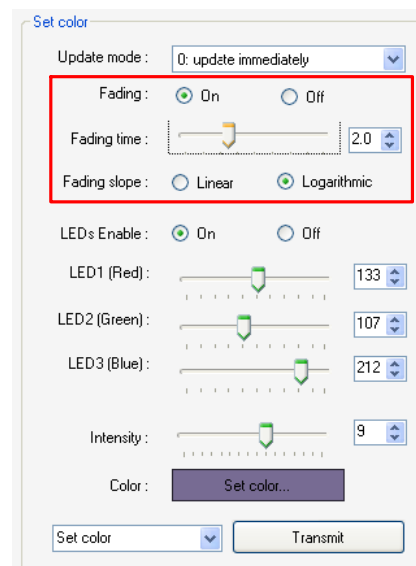 Set color
Update mode : 0: update immediately
Fading : On Off
Fading time : 2.0
Fading slope : Linear Logarithmic
LEDs Enable : On Off
LED1 (Red) : 133
LED2 (Green) : 107
LED3 (Blue) : 212
Intensity : 9
Color : Set color...
Set color Transmit